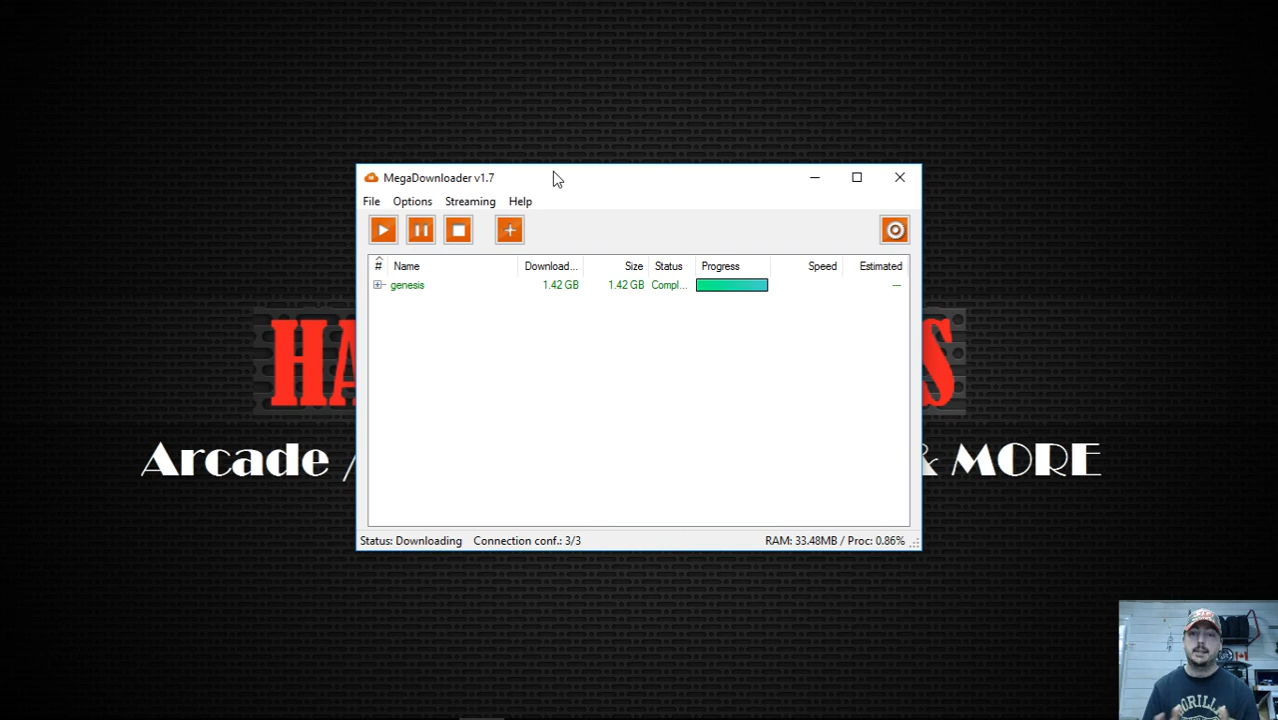 MegaDownloader v1.7
File Options Streaming Help
# Name Download... Size Status Progress Speed Estimated
genesis 1.42 GB 1.42 GB Compl... —
HA S
Arcade / & MORE
Status: Downloading Connection conf.: 3/3 RAM: 33.48MB / Proc: 0.86%